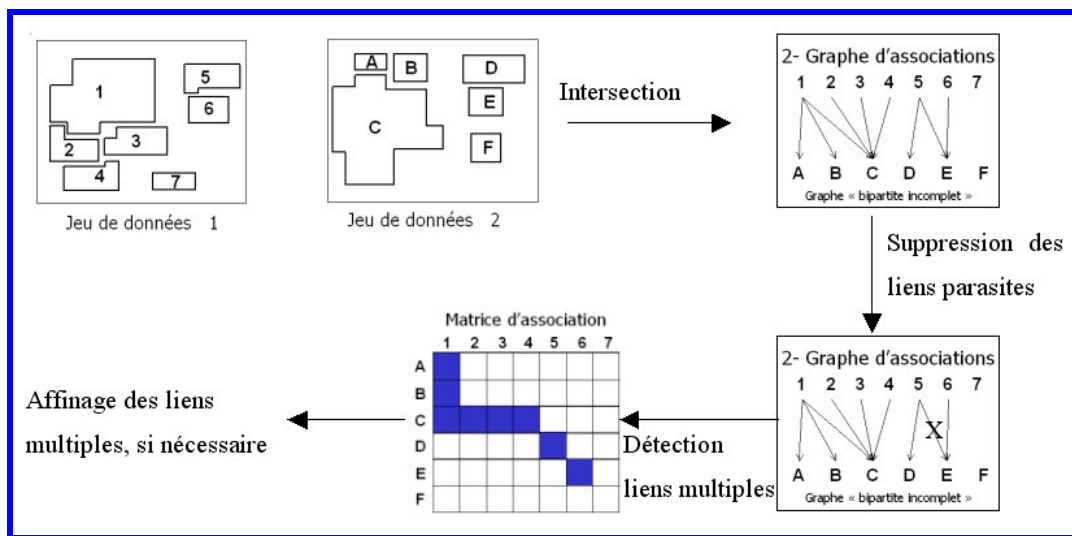 1
2
3
4
5
6
7
Jeu de données 1
A
B
C
D
E
F
Jeu de données 2
Intersection
2- Graphe d'associations
1 2 3 4 5 6 7
A B C D E F
Graphe « bipartite incomplet »
Suppression des
liens parasites
2- Graphe d'associations
1 2 3 4 5 6 7
X
A B C D E F
Graphe « bipartite incomplet »
Détection
liens multiples
Matrice d'association
1 2 3 4 5 6 7
A
B
C
D
E
F
Affinage des liens
multiples, si nécessaire